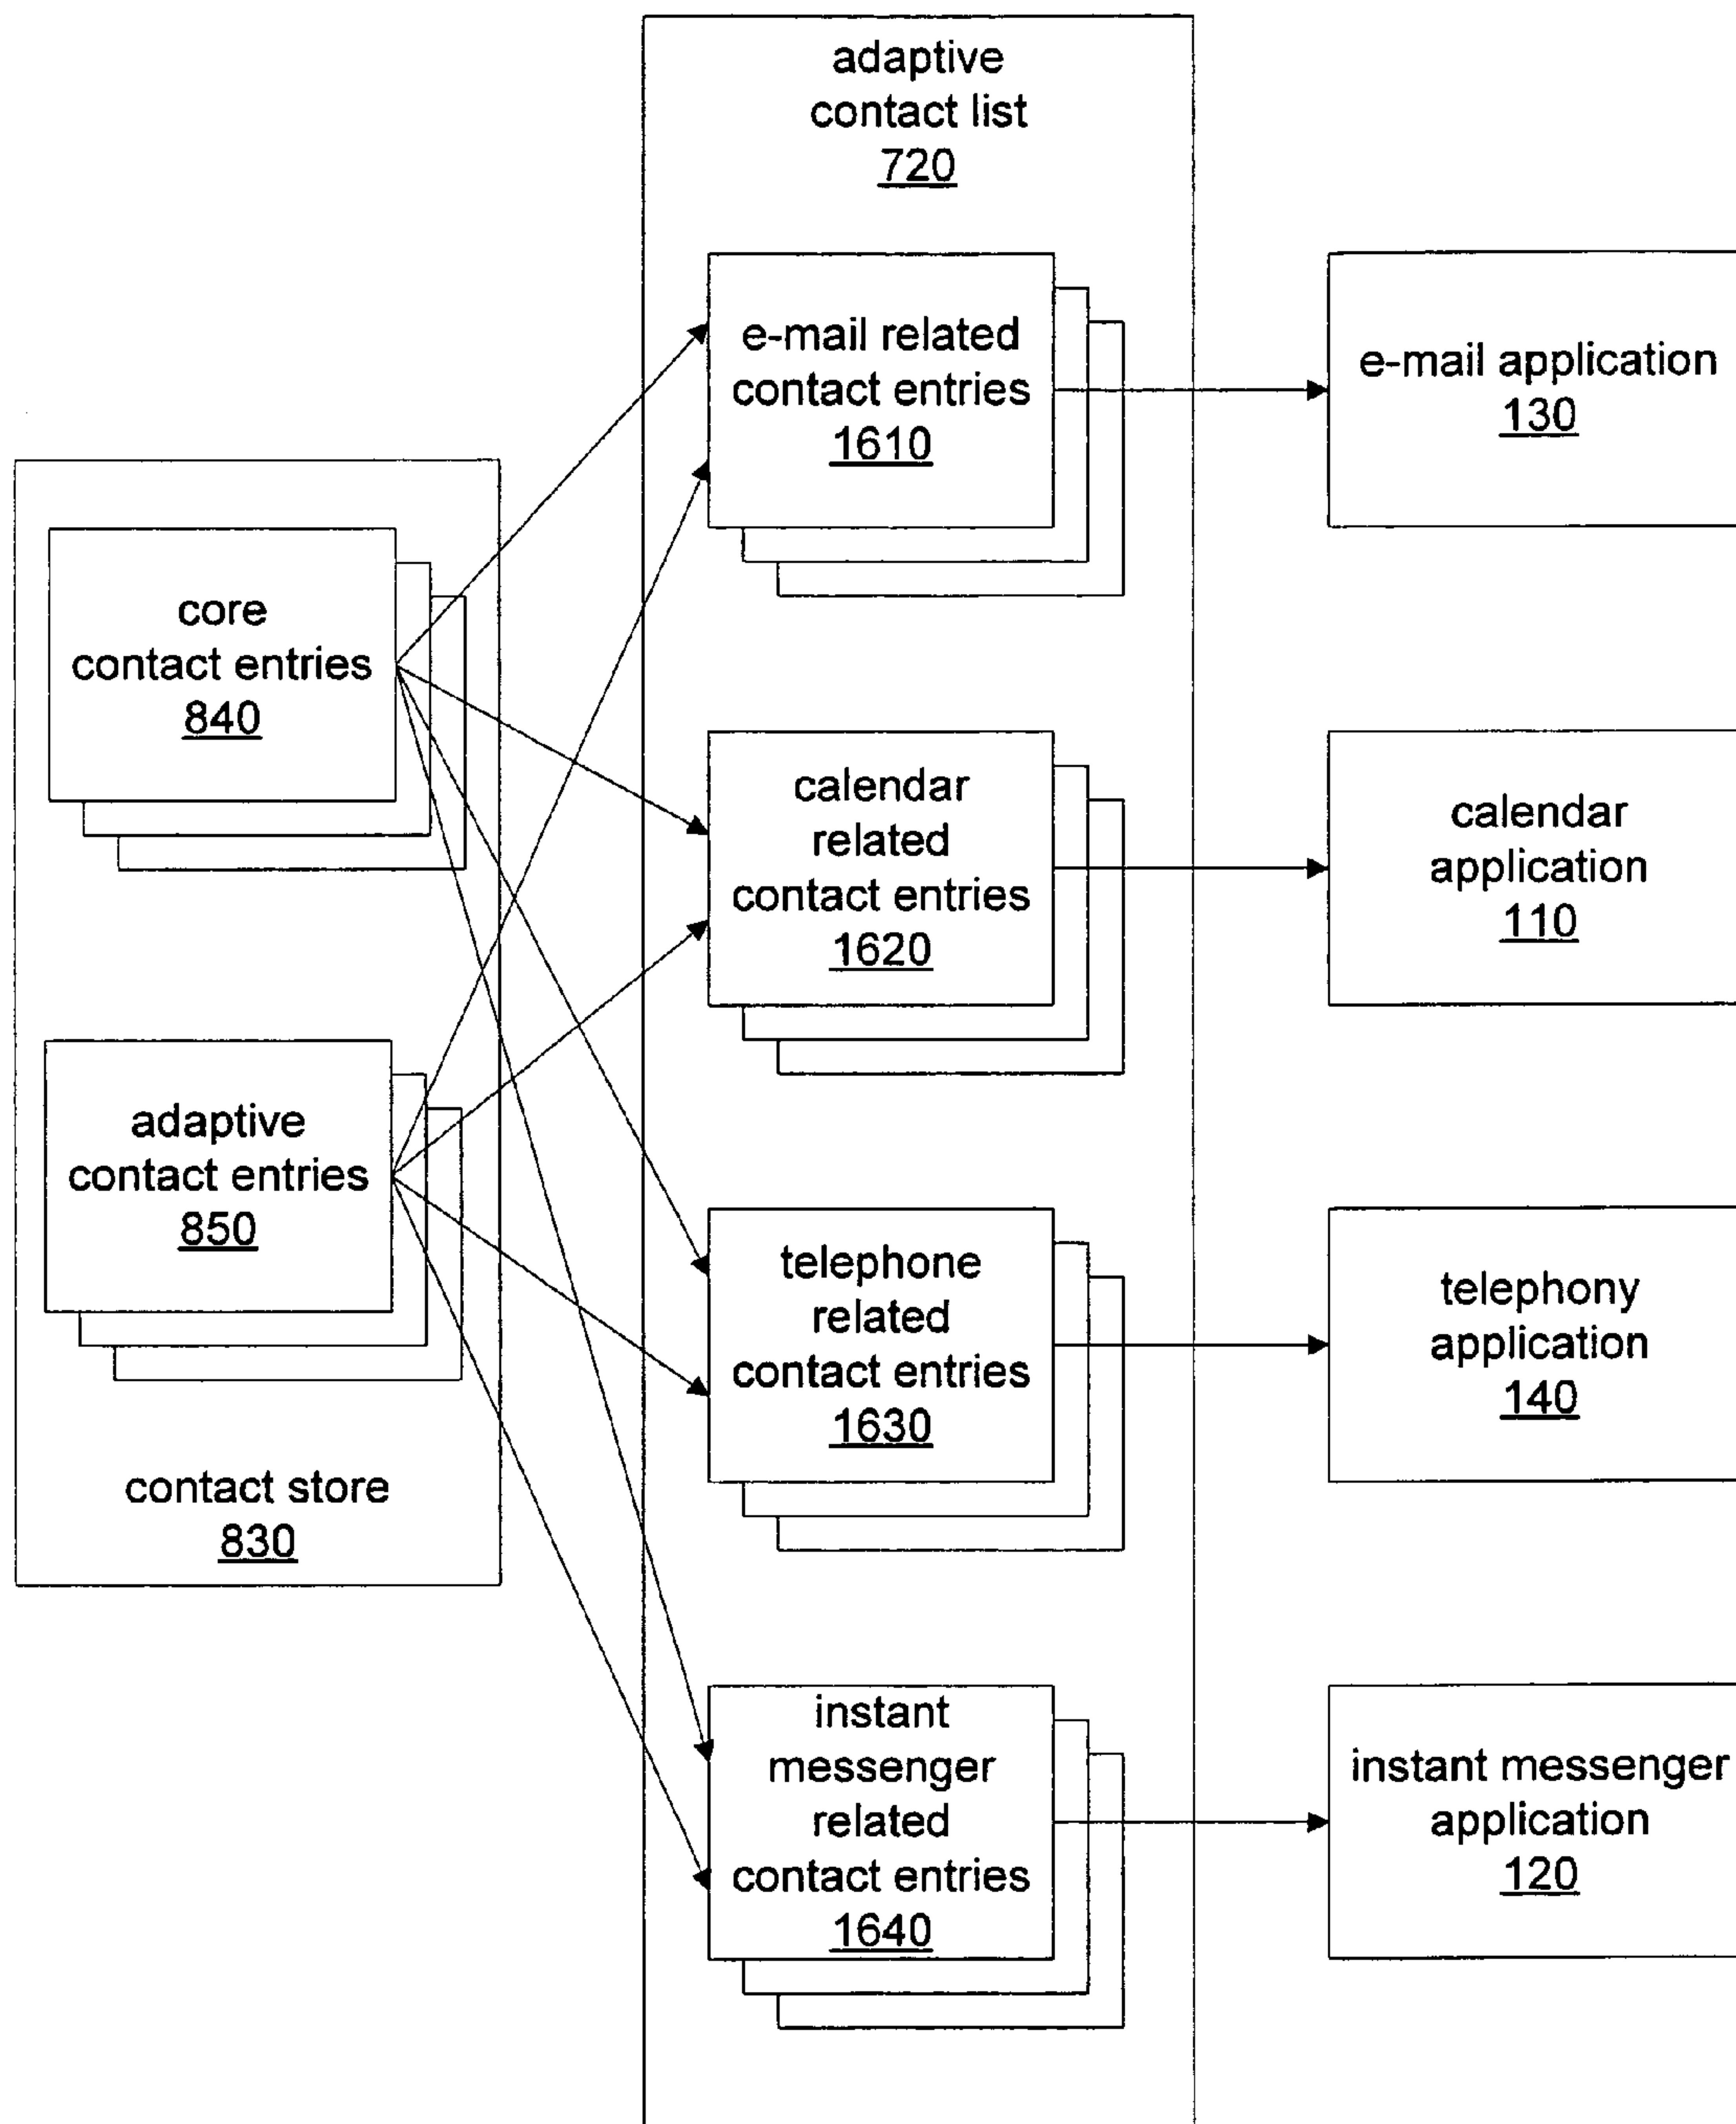 adaptive
contact list
720
e-mail related
contact entries
1610
e-mail application
130
core
contact entries
840
calendar
related
contact entries
1620
calendar
application
110
adaptive
contact entries
850
telephone
related
contact entries
1630
telephony
application
140
contact store
830
instant
messenger
related
contact entries
1640
instant messenger
application
120